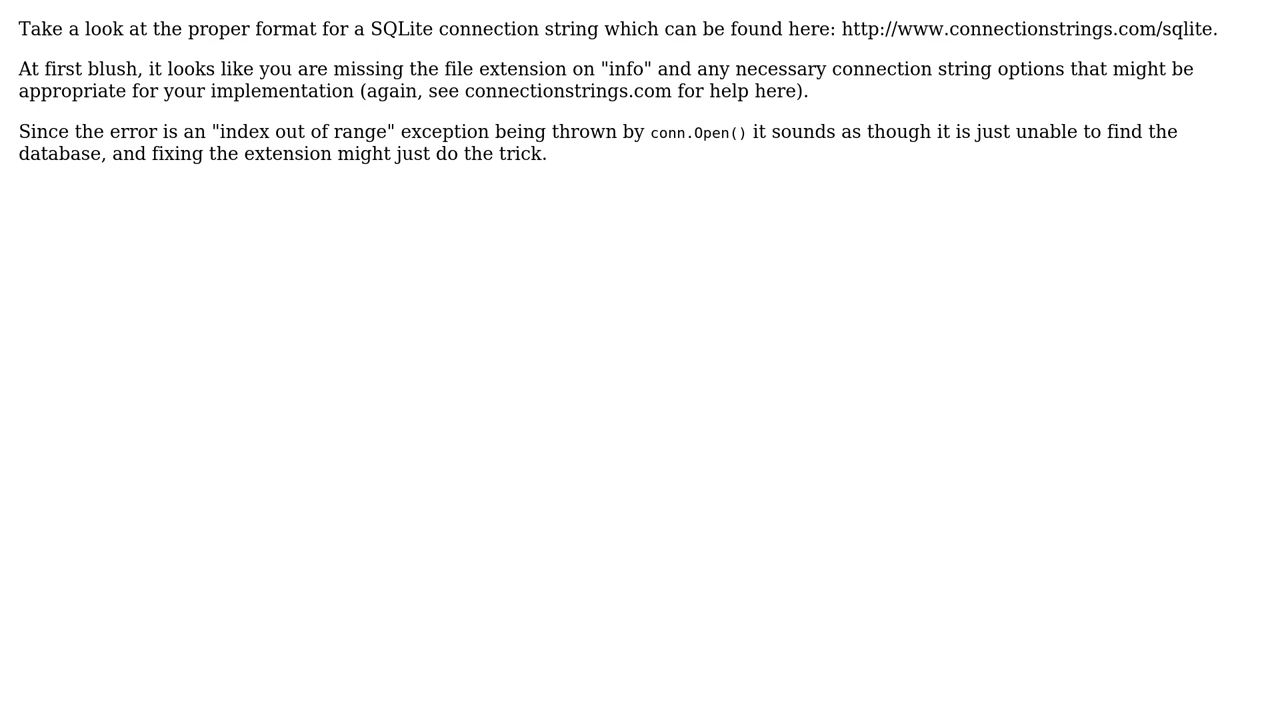 Take a look at the proper format for a SQLite connection string which can be found here: http://www.connectionstrings.com/sqlite.
At first blush, it looks like you are missing the file extension on "info" and any necessary connection string options that might be
appropriate for your implementation (again, see connectionstrings.com for help here).
Since the error is an "index out of range" exception being thrown by conn.Open() it sounds as though it is just unable to find the
database, and fixing the extension might just do the trick.